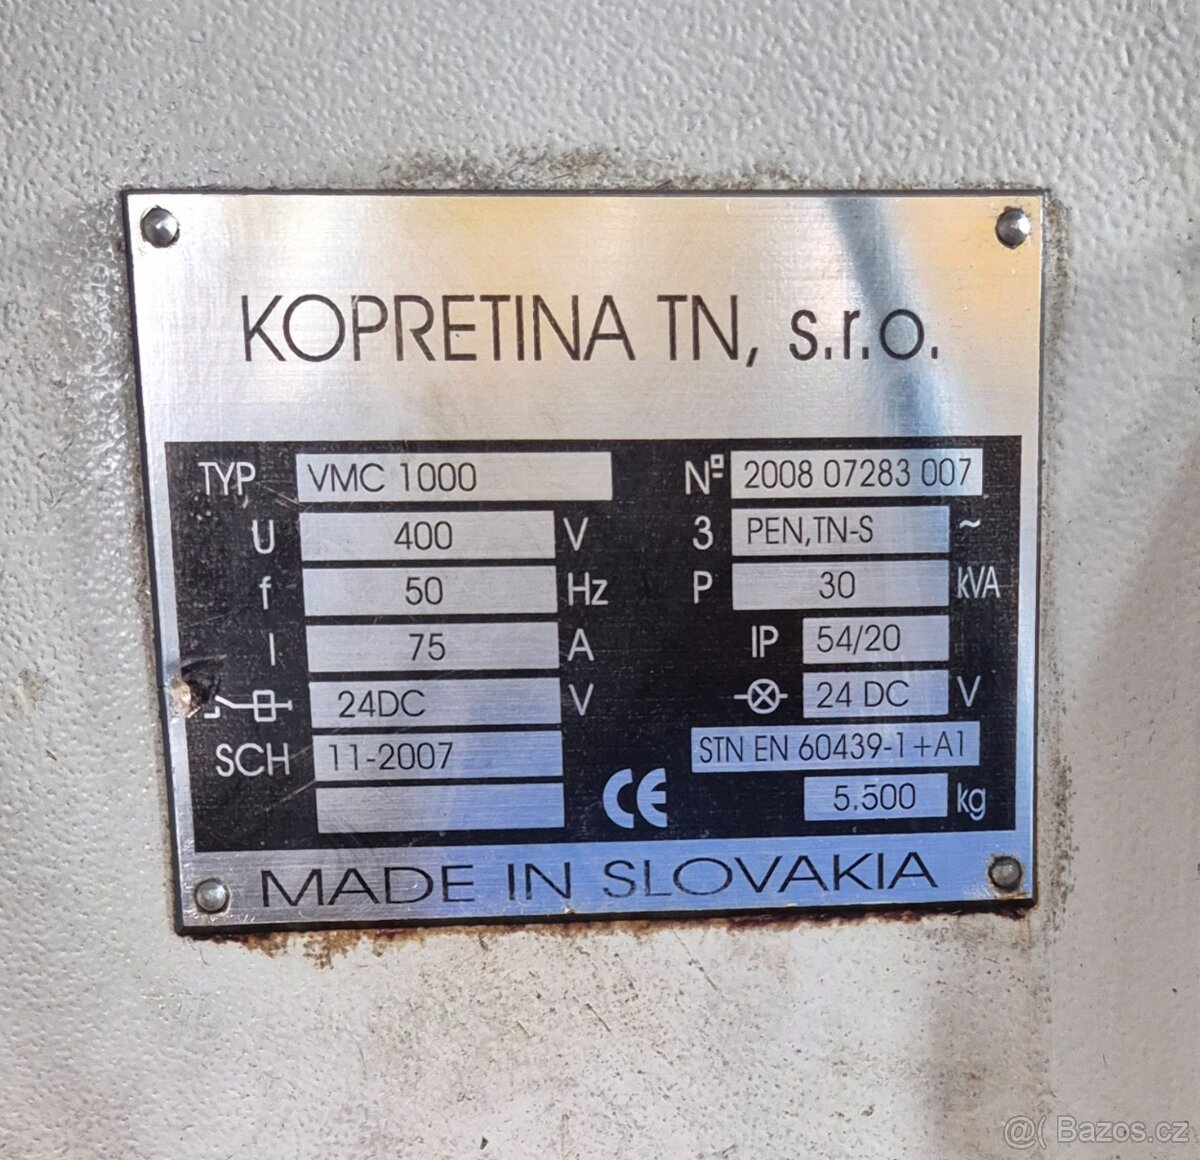 KOPRETINA TN, s.r.o.
TYP VMC 1000 Nº 2008 07283 007
U 400 V 3 PEN,TN-S ~
f 50 Hz P 30 kVA
I 75 A IP 54/20
24DC V 24 DC V
SCH 11-2007 STN EN 60439-1+A1
CE 5.500 kg
MADE IN SLOVAKIA
@( Bazos.cz